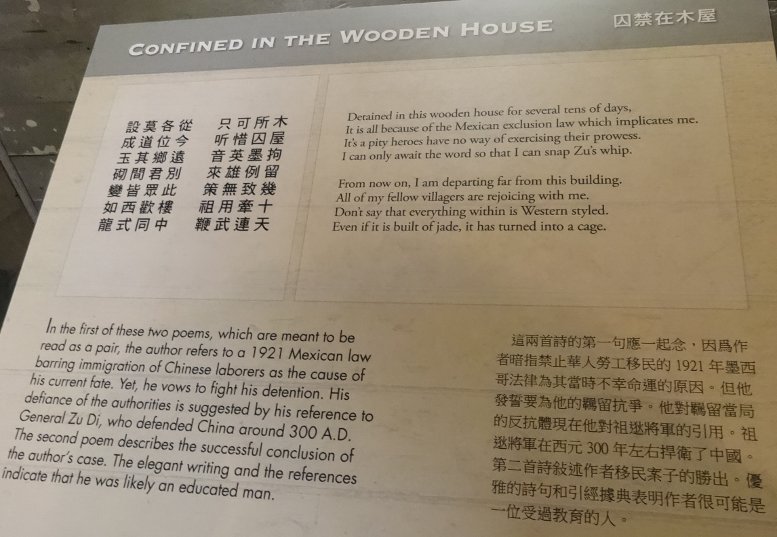 CONFINED IN THE WOODEN HOUSE
囚禁在木屋
木屋拘留幾十天
所囚墨例致牽連
可惜英雄無用武
只听音來策祖鞭
從今遠別此樓中
各位鄉君眾歡同
莫道其間皆西式
設成玉砌變如龍
Detained in this wooden house for several tens of days,
It is all because of the Mexican exclusion law which implicates me.
It's a pity heroes have no way of exercising their prowess.
I can only await the word so that I can snap Zu's whip.
From now on, I am departing far from this building.
All of my fellow villagers are rejoicing with me.
Don't say that everything within is Western styled.
Even if it is built of jade, it has turned into a cage.
In the first of these two poems, which are meant to be
read as a pair, the author refers to a 1921 Mexican law
barring immigration of Chinese laborers as the cause of
his current fate. Yet, he vows to fight his detention. His
defiance of the authorities is suggested by his reference to
General Zu Di, who defended China around 300 A.D.
The second poem describes the successful conclusion of
the author's case. The elegant writing and the references
indicate that he was likely an educated man.
這兩首詩的第一句應一起念，因爲作
者暗指禁止華人勞工移民的 1921 年墨西
哥法律為其當時不幸命運的原因。但他
發誓要為他的羈留抗爭。他對羈留當局
的反抗體現在他對祖逖將軍的引用。祖
逖將軍在西元 300 年左右捍衛了中國。
第二首詩敘述作者移民案子的勝出。優
雅的詩句和引經據典表明作者很可能是
一位受過教育的人。